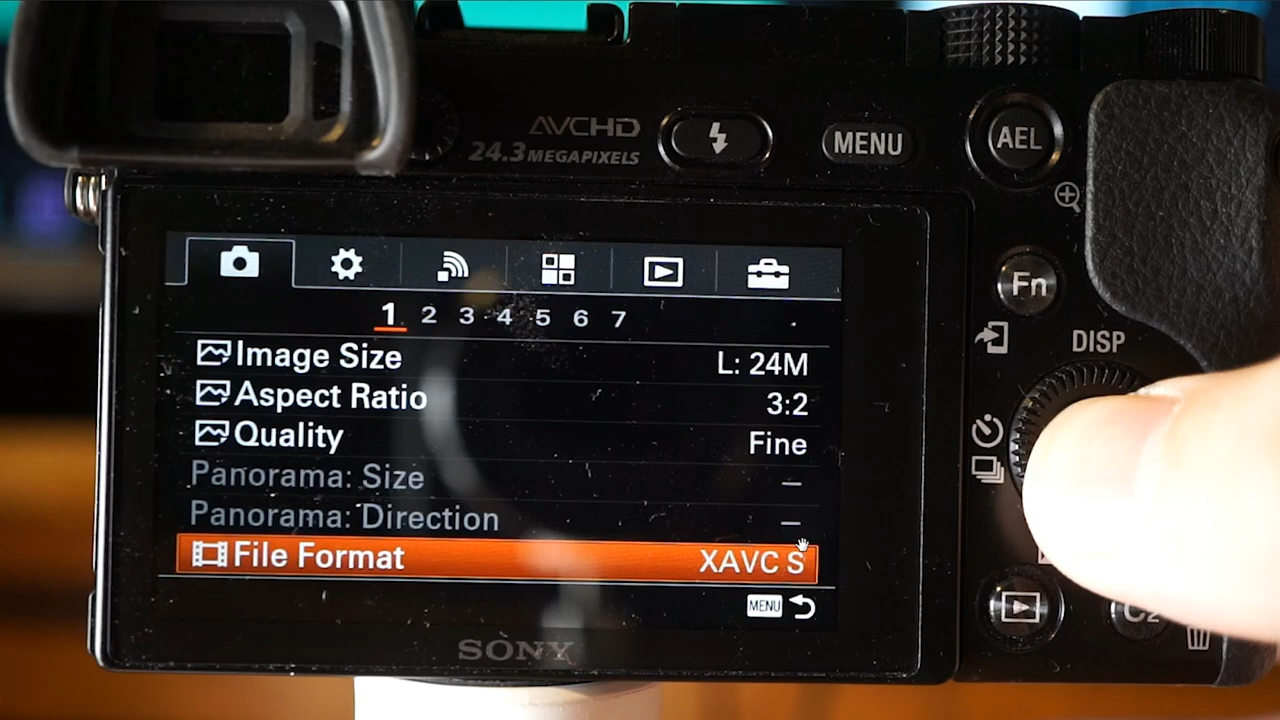 AVCHD
24.3 MEGAPIXELS
MENU
AEL
Fn
DISP
1 2 3 4 5 6 7
Image Size L: 24M
Aspect Ratio 3:2
Quality Fine
Panorama: Size –
Panorama: Direction –
File Format XAVC S
MENU
C2
SONY